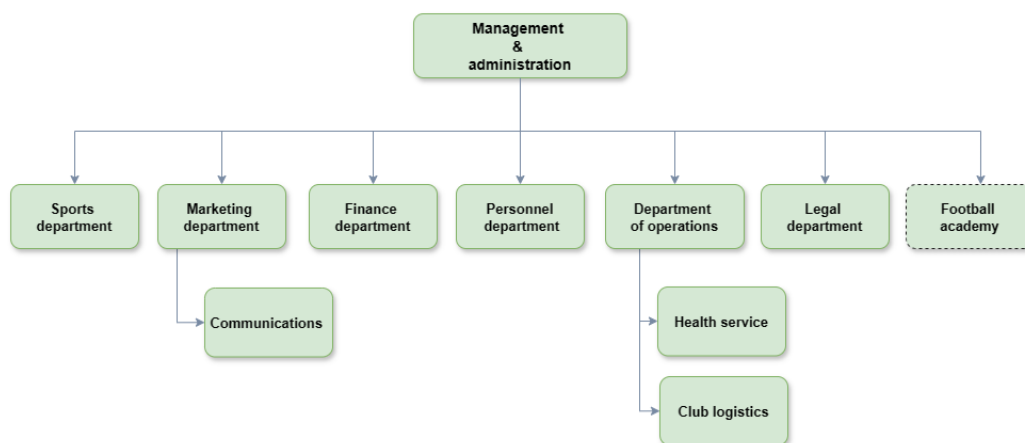 Management
&
administration
Sports
department
Marketing
department
Finance
department
Personnel
department
Department
of operations
Legal
department
Football
academy
Communications
Health service
Club logistics